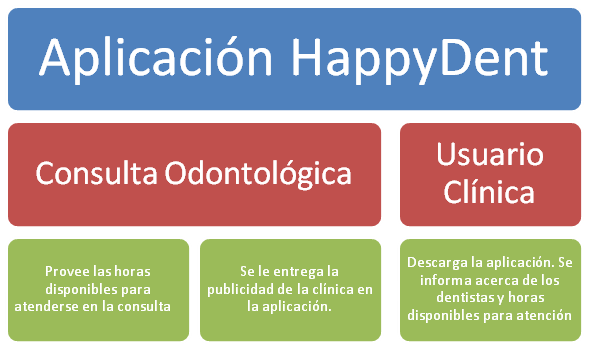 Aplicación HappyDent
Consulta Odontológica
Usuario
Clínica
Provee las horas
disponibles para
atenderse en la consulta
Se le entrega la
publicidad de la clínica en
la aplicación.
Descarga la aplicación. Se
informa acerca de los
dentistas y horas
disponibles para atención